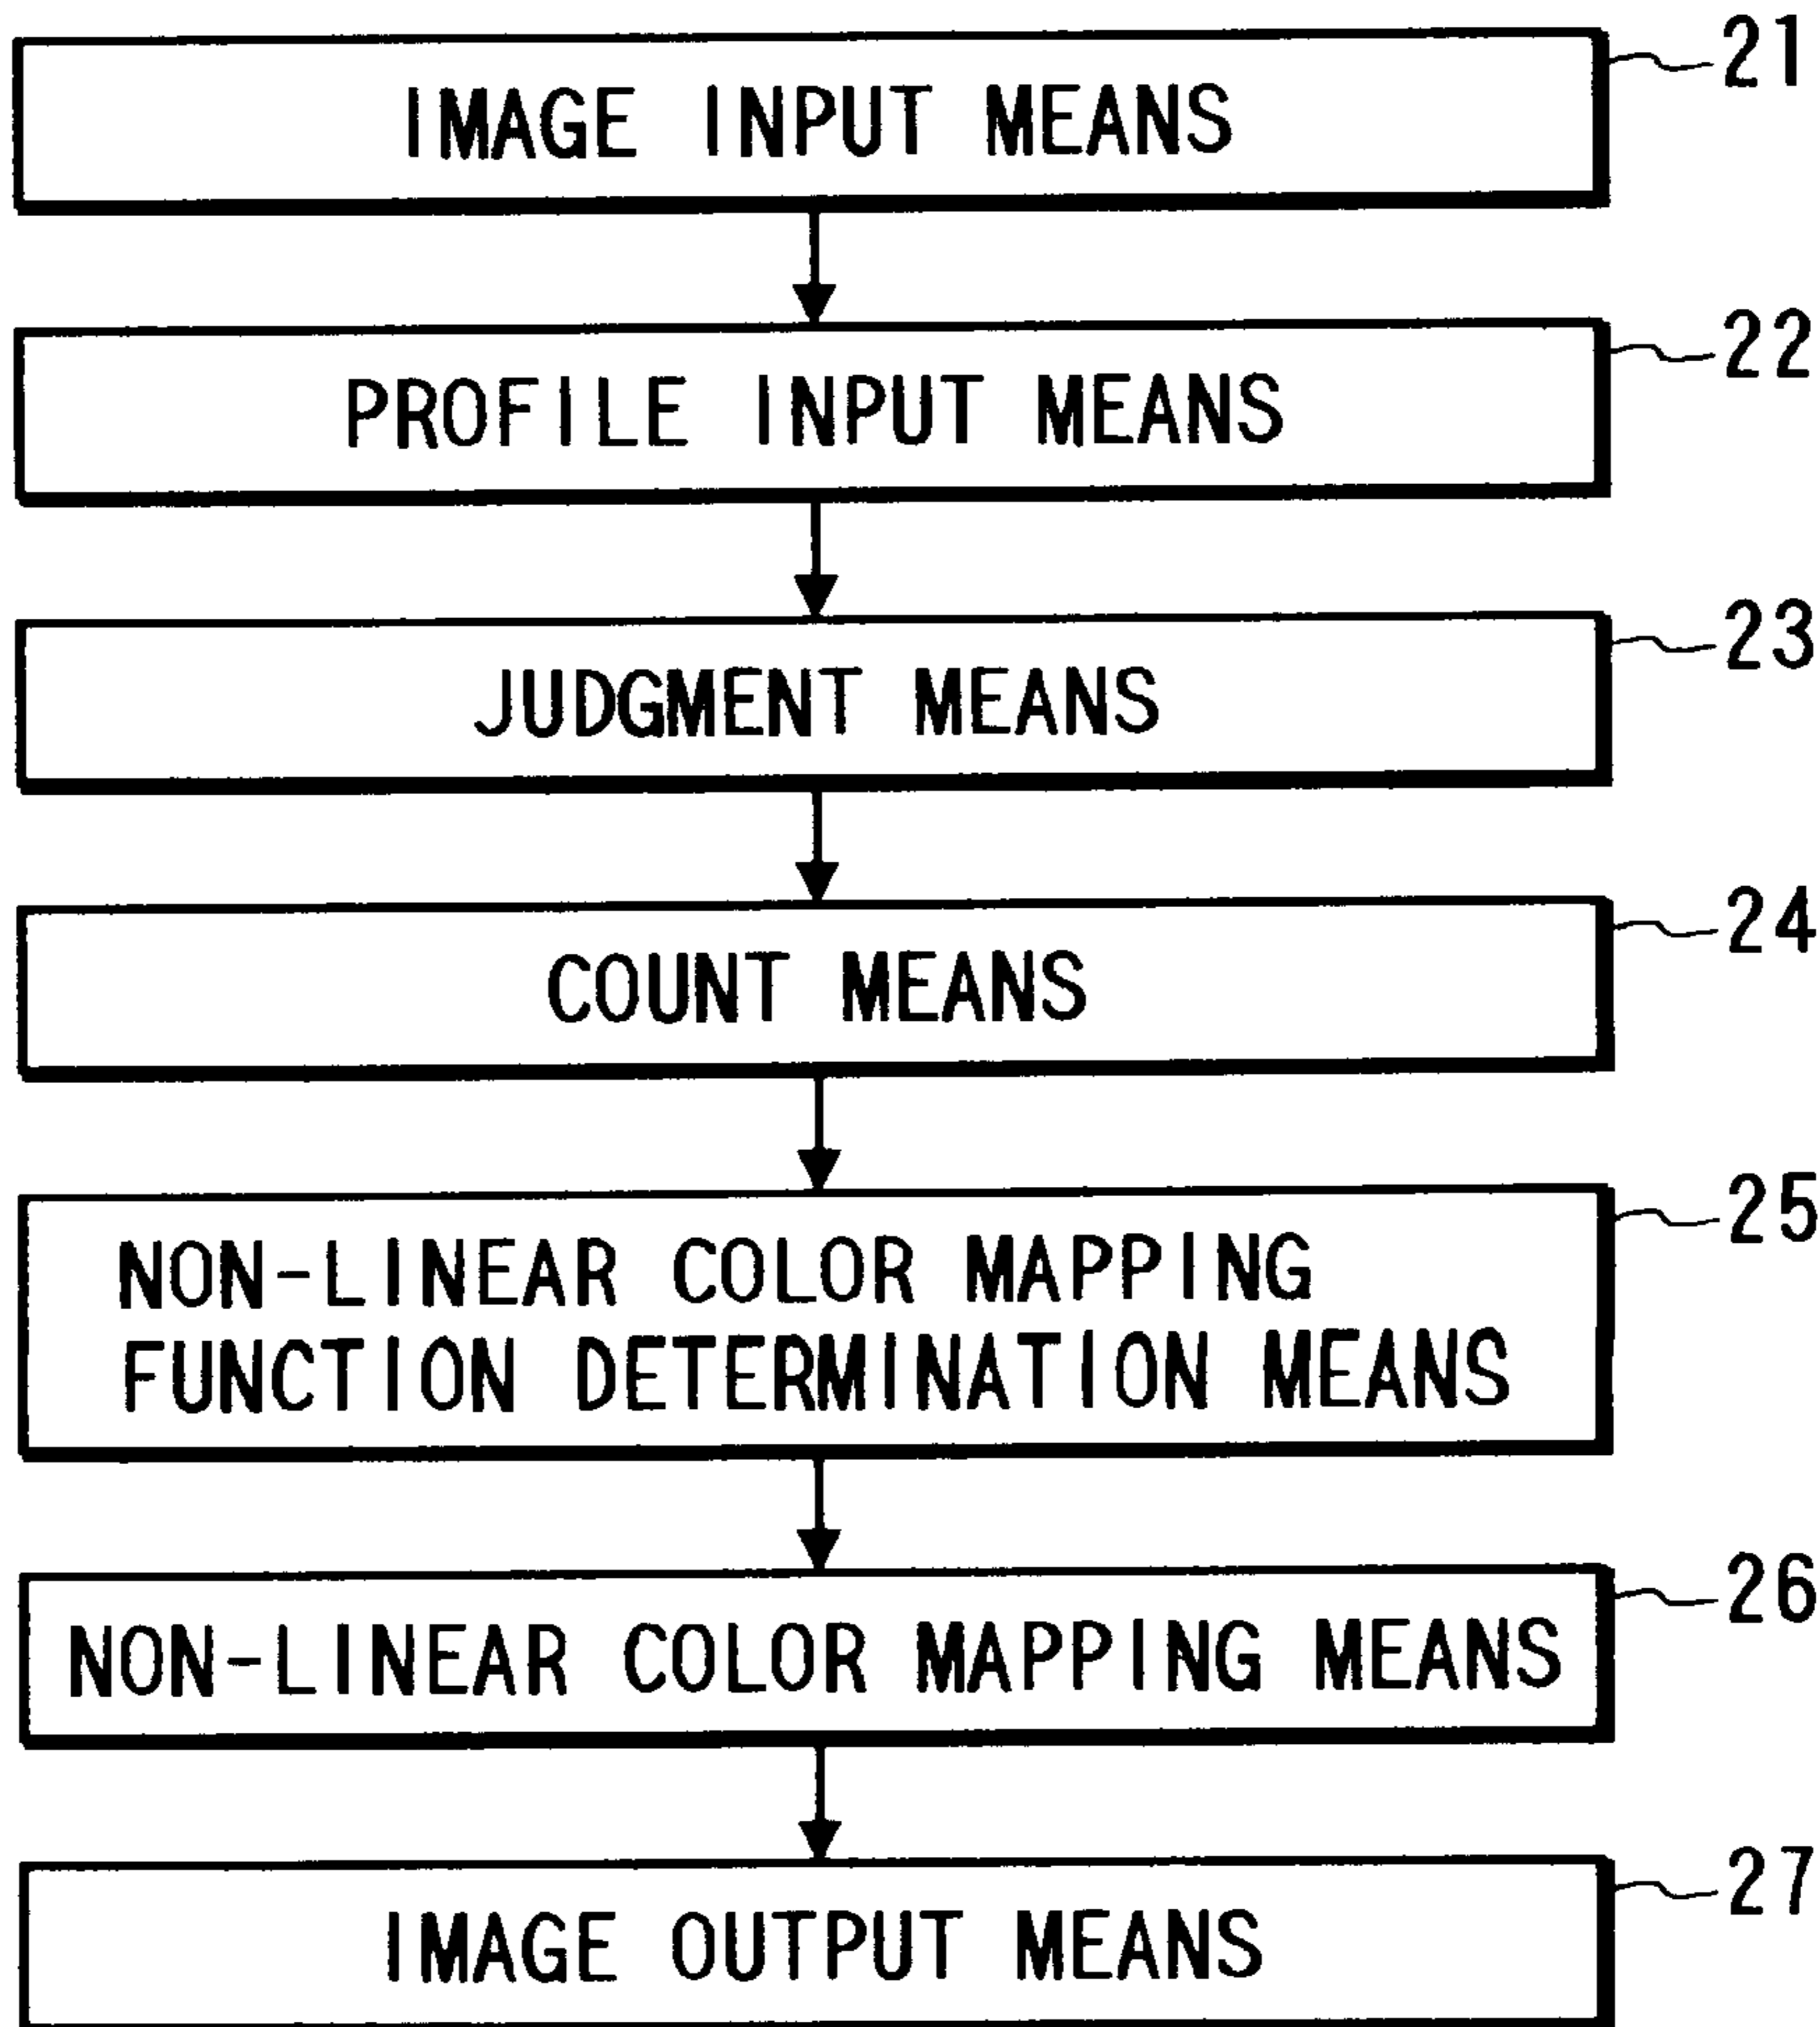 IMAGE INPUT MEANS
21
PROFILE INPUT MEANS
22
JUDGMENT MEANS
23
COUNT MEANS
24
NON-LINEAR COLOR MAPPING
FUNCTION DETERMINATION MEANS
25
NON-LINEAR COLOR MAPPING MEANS
26
IMAGE OUTPUT MEANS
27